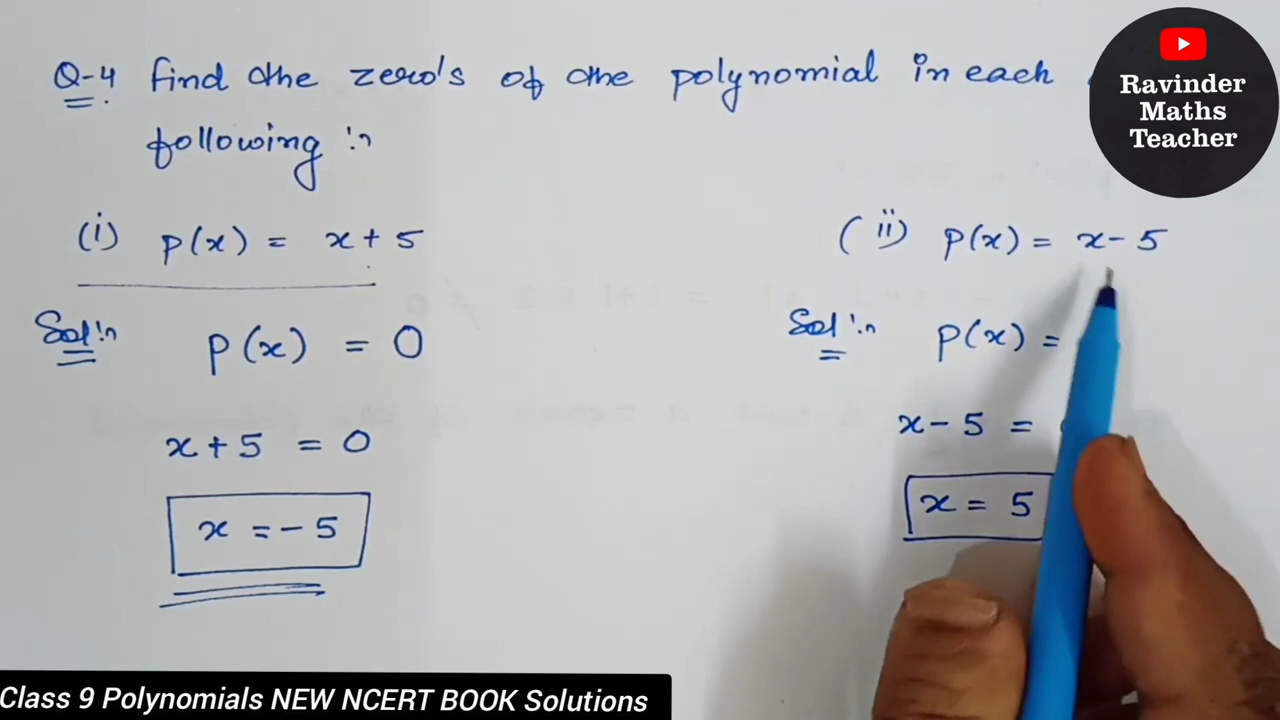 Q-4 find the zero's of the polynomial in each
following :-
(i) p(x) = x + 5
Sol:n
p(x) = 0
x + 5 = 0
x = - 5
(ii) p(x) = x - 5
Sol:n
p(x) =
x - 5 =
x = 5
Ravinder
Maths
Teacher
Class 9 Polynomials NEW NCERT BOOK Solutions